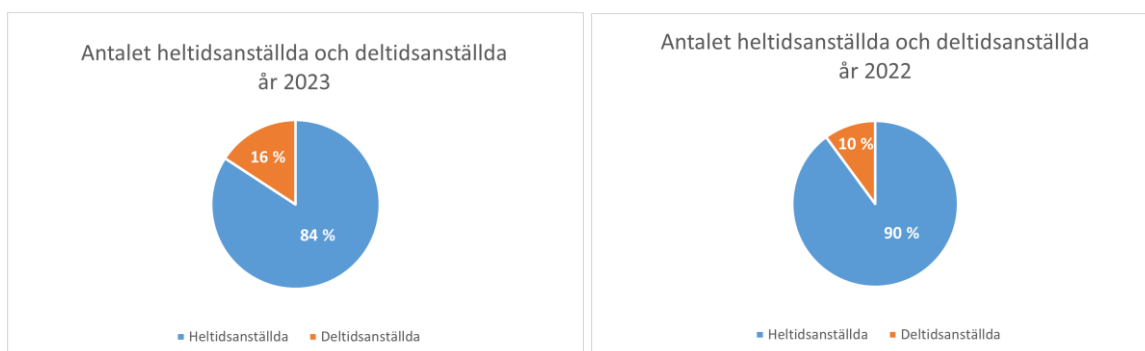 Antalet heltidsanställda och deltidsanställda
år 2023
16 %
84 %
Heltidsanställda Deltidsanställda
Antalet heltidsanställda och deltidsanställda
år 2022
10 %
90 %
Heltidsanställda Deltidsanställda